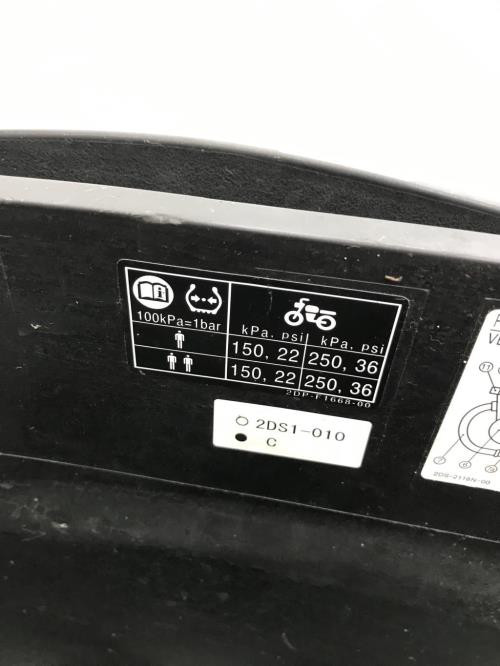 100kPa=1bar
kPa, psi kPa, psi
150, 22 250, 36
150, 22 250, 36
2DP-F1668-00
2DS1-010
C
2DS-2118N-00